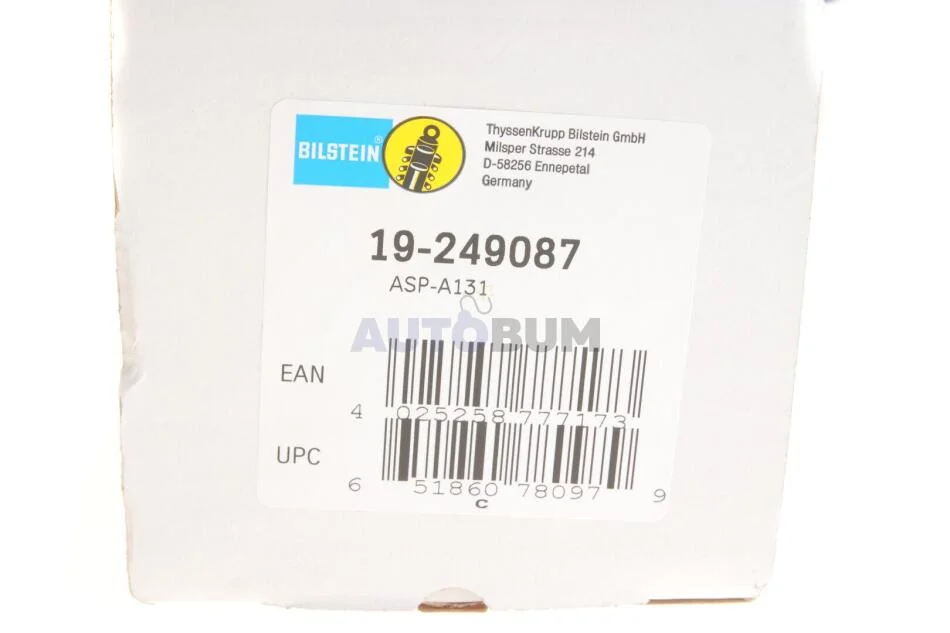 BILSTEIN®
ThyssenKrupp Bilstein GmbH
Milsper Strasse 214
D-58256 Ennepetal
Germany
19-249087
ASP-A131
AUTOBUM
EAN
4 025258 777173
UPC
6 51860 78097 9
C